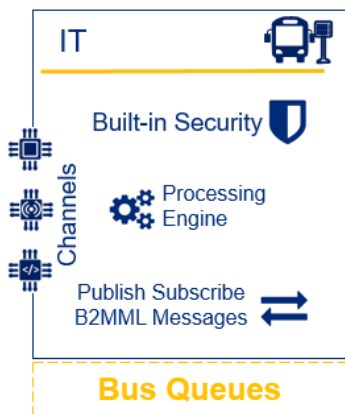 IT
Built-in Security
Channels
Processing
Engine
Publish Subscribe
B2MML Messages
Bus Queues